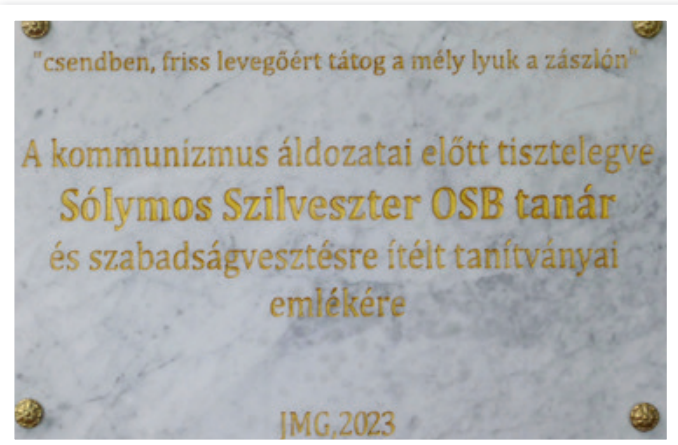 "csendben, friss levegőért tátog a mély lyuk a zászlón"
A kommunizmus áldozatai előtt tisztelegve
Sólymos Szilveszter OSB tanár
és szabadságvesztésre ítélt tanítványai
emlékére
JMG,2023